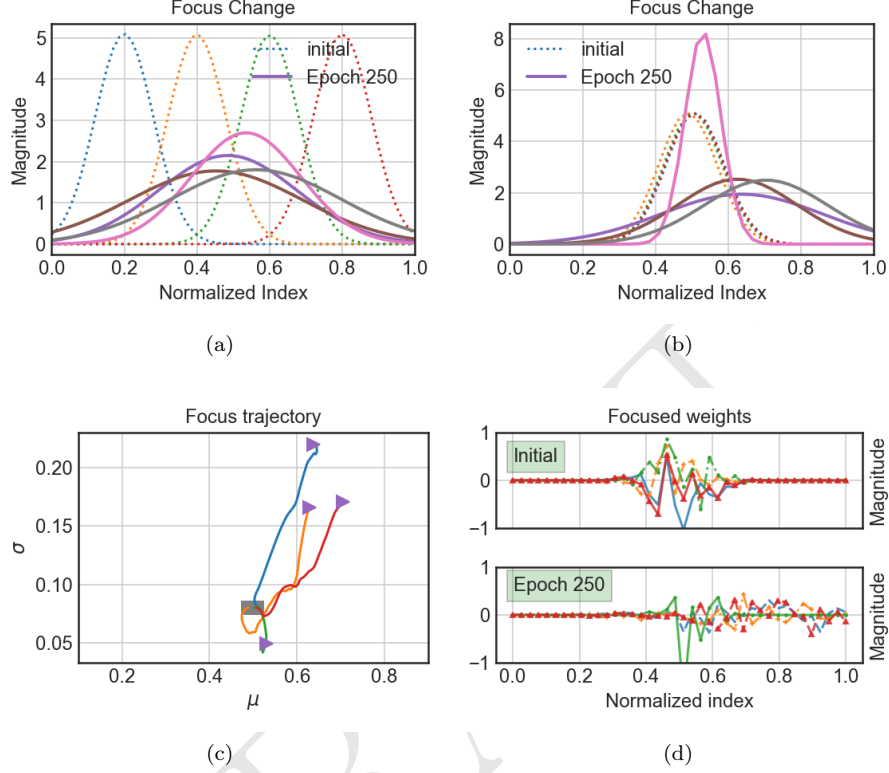 Focus Change
Magnitude
5
4
3
2
1
0
initial
Epoch 250
0.0 0.2 0.4 0.6 0.8 1.0
Normalized Index
(a)
Focus Change
Magnitude
8
6
4
2
0
initial
Epoch 250
0.0 0.2 0.4 0.6 0.8 1.0
Normalized Index
(b)
Focus trajectory
σ
0.20
0.15
0.10
0.05
0.2 0.4 0.6 0.8
μ
(c)
Focused weights
1
0
−1
Initial
Magnitude
1
0
−1
Epoch 250
Magnitude
0.0 0.2 0.4 0.6 0.8 1.0
Normalized index
(d)